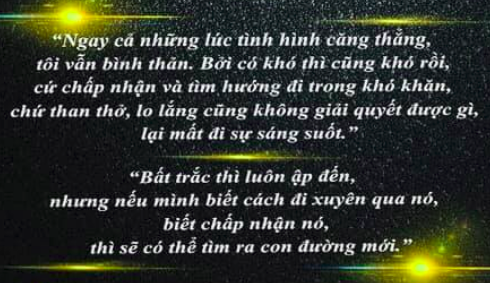 “Ngay cả những lúc tình hình căng thẳng,
tôi vẫn bình thản. Bởi có khó thì cũng khó rồi,
cứ chấp nhận và tìm hướng đi trong khó khăn,
chứ than thở, lo lắng cũng không giải quyết được gì,
lại mất đi sự sáng suốt.”
“Bất trắc thì luôn ập đến,
nhưng nếu mình biết cách đi xuyên qua nó,
biết chấp nhận nó,
thì sẽ có thể tìm ra con đường mới.”